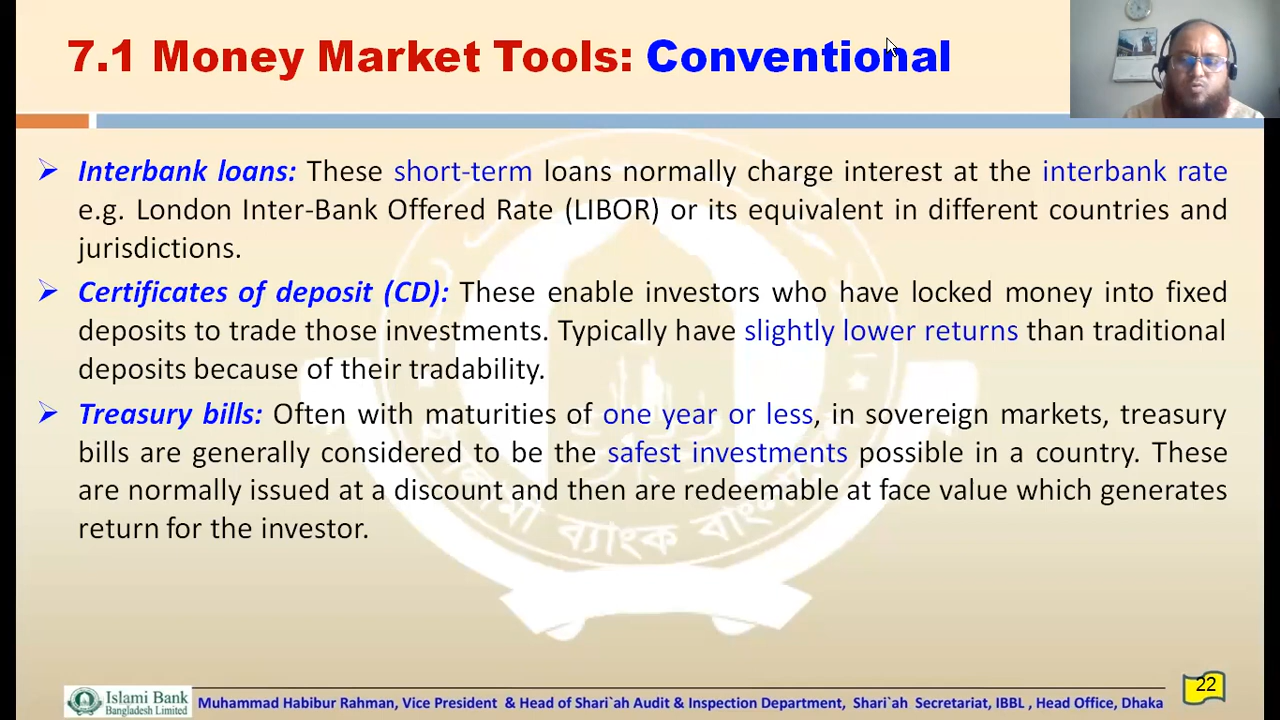 7.1 Money Market Tools: Conventional
Interbank loans: These short-term loans normally charge interest at the interbank rate
e.g. London Inter-Bank Offered Rate (LIBOR) or its equivalent in different countries and
jurisdictions.
Certificates of deposit (CD): These enable investors who have locked money into fixed
deposits to trade those investments. Typically have slightly lower returns than traditional
deposits because of their tradability.
Treasury bills: Often with maturities of one year or less, in sovereign markets, treasury
bills are generally considered to be the safest investments possible in a country. These
are normally issued at a discount and then are redeemable at face value which generates
return for the investor.
ব্যাংক
Islami Bank
Bangladesh Limited
Muhammad Habibur Rahman, Vice President & Head of Shari`ah Audit & Inspection Department, Shari`ah Secretariat, IBBL , Head Office, Dhaka
22